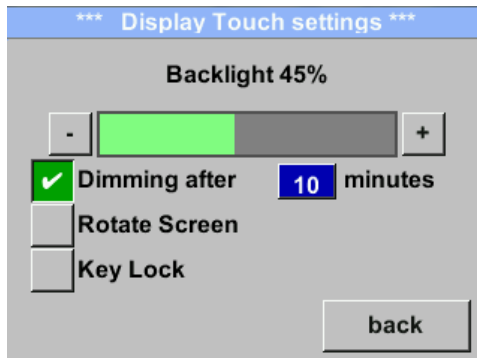 *** Display Touch settings ***
Backlight 45%
- +
Dimming after 10 minutes
Rotate Screen
Key Lock
back